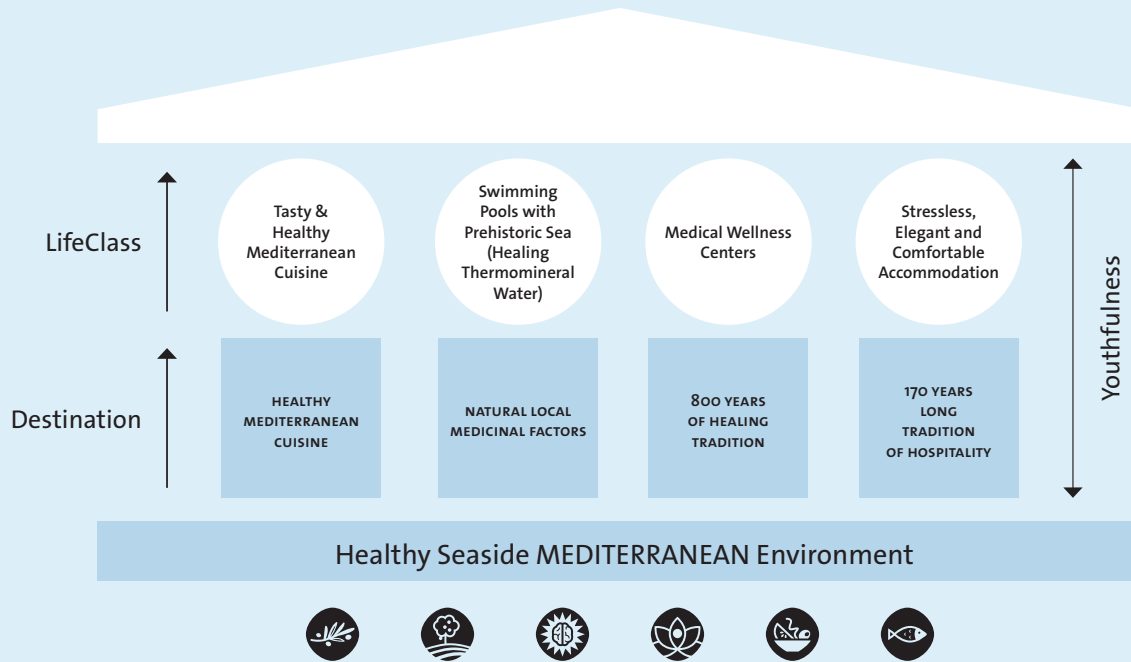 LifeClass
Tasty &
Healthy
Mediterranean
Cuisine
Swimming
Pools with
Prehistoric Sea
(Healing
Thermomineral
Water)
Medical Wellness
Centers
Stressless,
Elegant and
Comfortable
Accommodation
Youthfulness
Destination
HEALTHY
MEDITERRANEAN
CUISINE
NATURAL LOCAL
MEDICINAL FACTORS
800 YEARS
OF HEALING
TRADITION
170 YEARS
LONG
TRADITION
OF HOSPITALITY
Healthy Seaside MEDITERRANEAN Environment